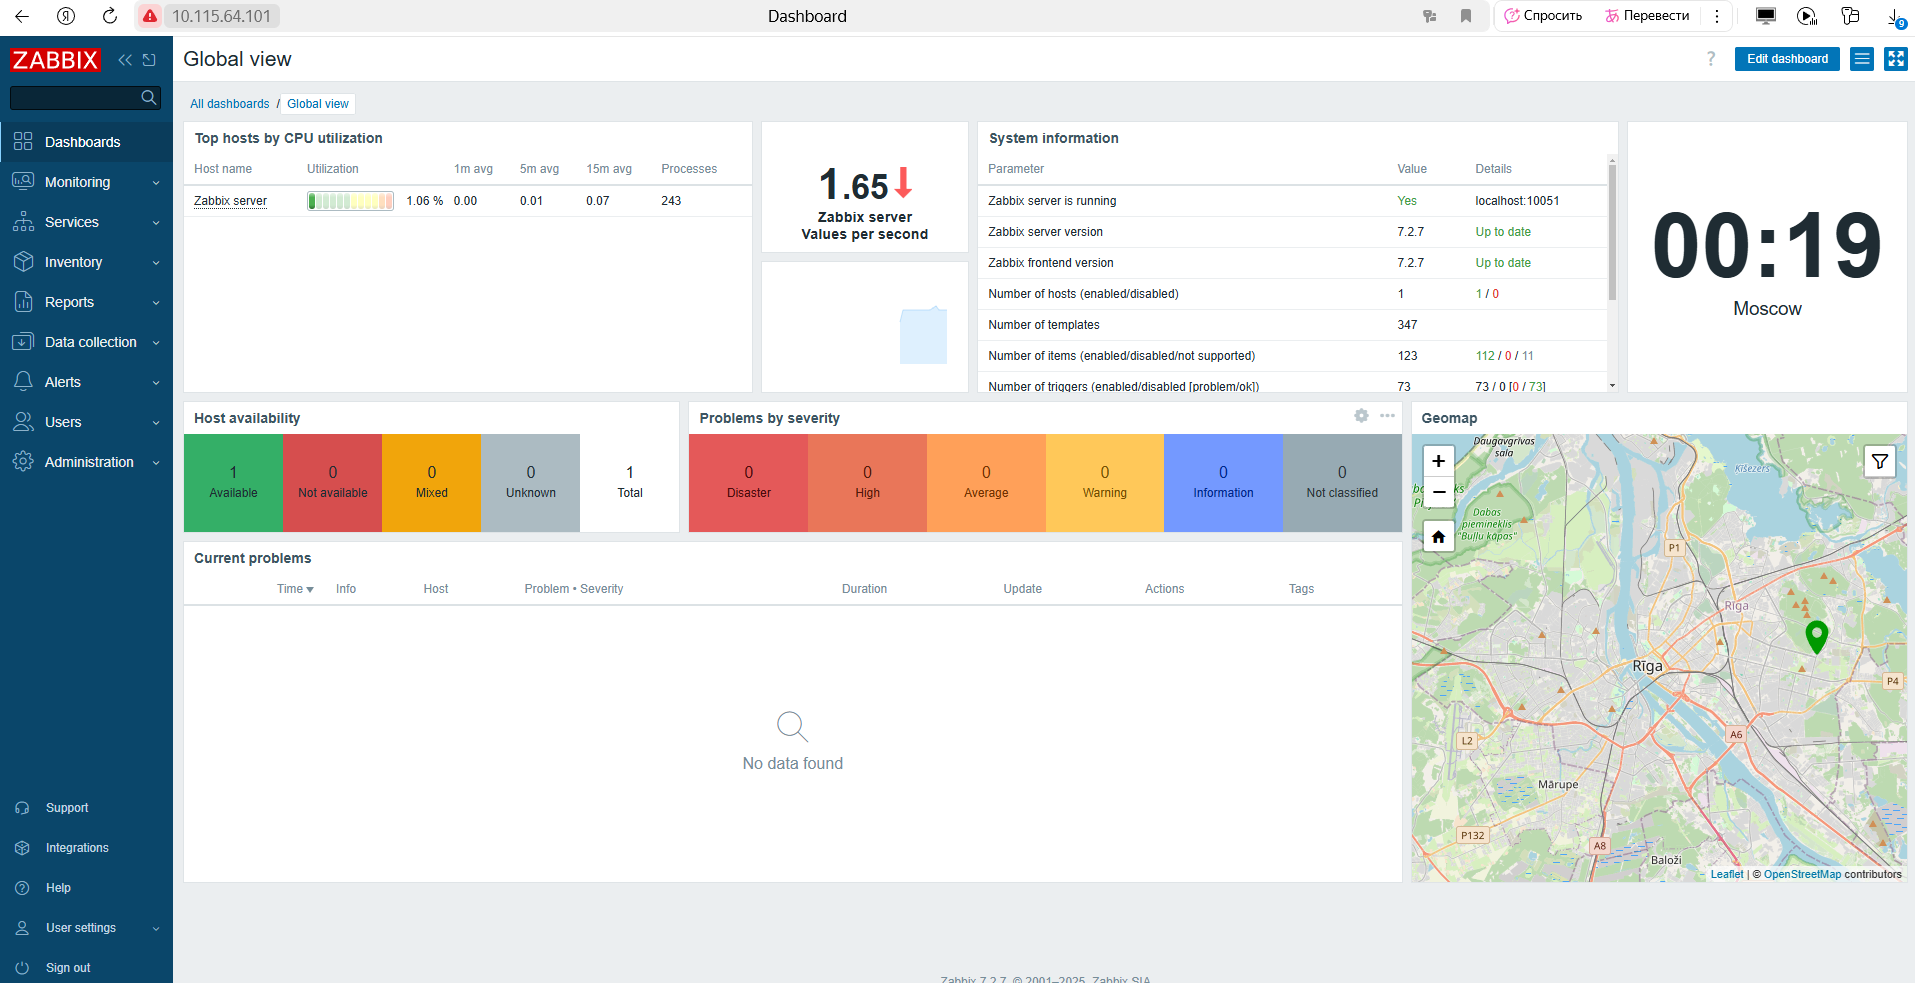 10.115.64.101
Dashboard
Спросить
Перевести
9
ZABBIX
Global view
?
Edit dashboard
All dashboards / Global view
Dashboards
Monitoring
Services
Inventory
Reports
Data collection
Alerts
Users
Administration
Support
Integrations
Help
User settings
Sign out
Top hosts by CPU utilization
Host name Utilization 1m avg 5m avg 15m avg Processes
Zabbix server 1.06 % 0.00 0.01 0.07 243
1.65
Zabbix server
Values per second
System information
Parameter Value Details
Zabbix server is running Yes localhost:10051
Zabbix server version 7.2.7 Up to date
Zabbix frontend version 7.2.7 Up to date
Number of hosts (enabled/disabled) 1 1 / 0
Number of templates 347
Number of items (enabled/disabled/not supported) 123 112 / 0 / 11
Number of triggers (enabled/disabled [problem/ok]) 73 73 / 0 [0 / 73]
00:19
Moscow
Host availability
1 0 0 0 1
Available Not available Mixed Unknown Total
Problems by severity
0 0 0 0 0 0
Disaster High Average Warning Information Not classified
Current problems
Time Info Host Problem • Severity Duration Update Actions Tags
No data found
Geomap
+
−
Daugavgrīvas
sala
Ķīšezers
Dabas
piemineklis
"Buļļu kāpas"
P1
Rīga
Rīga
P4
A6
L2
Mārupe
P132
A8
Baloži
Leaflet | © OpenStreetMap contributors
Zabbix 7.2.7. © 2001–2025, Zabbix SIA